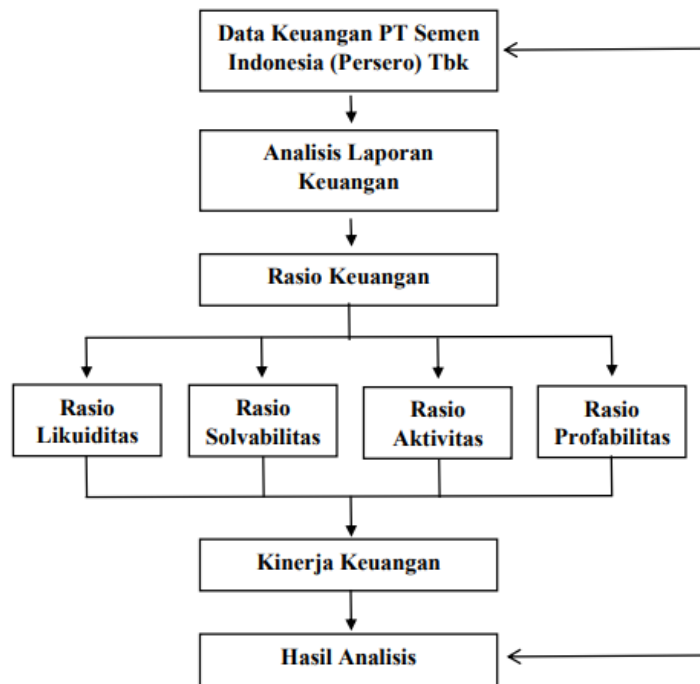 Data Keuangan PT Semen
Indonesia (Persero) Tbk
Analisis Laporan
Keuangan
Rasio Keuangan
Rasio
Likuiditas
Rasio
Solvabilitas
Rasio
Aktivitas
Rasio
Profabilitas
Kinerja Keuangan
Hasil Analisis